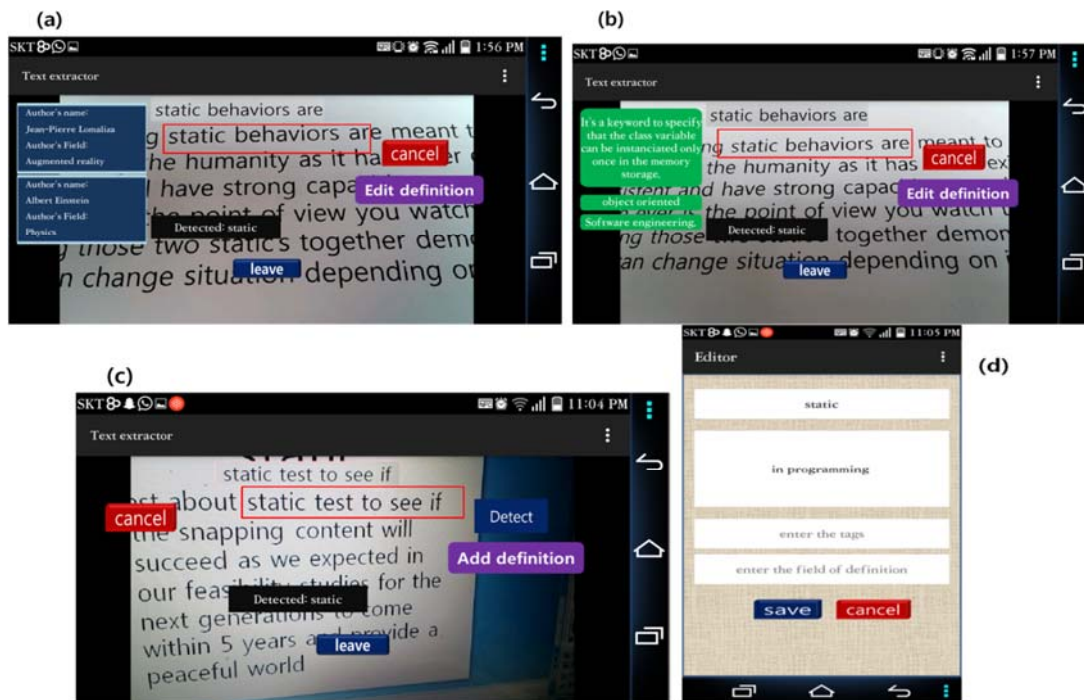 (a)
SKT
1:56 PM
Text extractor
static behaviors are
Author's name:
Jean-Pierre Lomaliza
Author's Field:
Augmented reality
Author's name:
Albert Einstein
Author's Field:
Physics
static behaviors are meant t
cancel
the humanity as it ha
have strong capa
Edit definition
the point of view you watch
Detected: static
those two static's together demo
leave
change situation depending on
(b)
SKT
1:57 PM
Text extractor
static behaviors are
It's a keyword to specify
that the class variable
can be instanciated only
once in the memory
storage,
object oriented
Software engineering,
static behaviors are meant to
cancel
the humanity as it has
and have strong capac
Edit definition
is the point of view you watch
Detected: static
those together demon
leave
an change situation depending on
(c)
SKT
11:04 PM
Text extractor
static test to see if
about static test to see if
cancel
Detect
the snapping content will
succeed as we expected in
Add definition
our feasibility studies for the
Detected: static
next generations to come
within 5 years and provide a
leave
peaceful world
(d)
SKT
11:05 PM
Editor
static
in programming
enter the tags
enter the field of definition
save
cancel